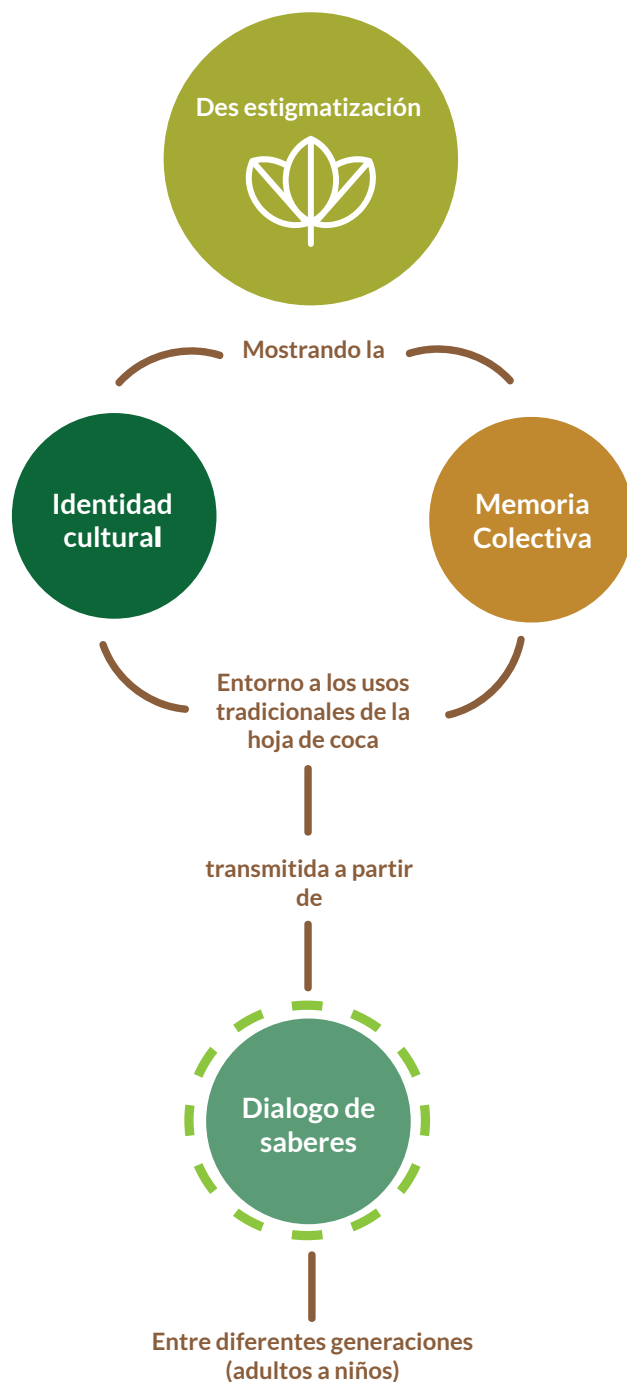 Des estigmatización
Mostrando la
Identidad
cultural
Memoria
Colectiva
Entorno a los usos
tradicionales de la
hoja de coca
transmitida a partir
de
Dialogo de
saberes
Entre diferentes generaciones
(adultos a niños)